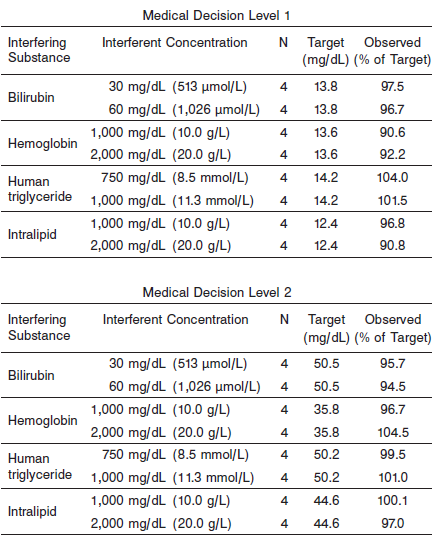 Medical Decision Level 1
Interfering Substance Interferent Concentration N Target (mg/dL) Observed (% of Target)
Bilirubin 30 mg/dL (513 µmol/L) 4 13.8 97.5
60 mg/dL (1,026 µmol/L) 4 13.8 96.7
Hemoglobin 1,000 mg/dL (10.0 g/L) 4 13.6 90.6
2,000 mg/dL (20.0 g/L) 4 13.6 92.2
Human triglyceride 750 mg/dL (8.5 mmol/L) 4 14.2 104.0
1,000 mg/dL (11.3 mmol/L) 4 14.2 101.5
Intralipid 1,000 mg/dL (10.0 g/L) 4 12.4 96.8
2,000 mg/dL (20.0 g/L) 4 12.4 90.8
Medical Decision Level 2
Interfering Substance Interferent Concentration N Target (mg/dL) Observed (% of Target)
Bilirubin 30 mg/dL (513 µmol/L) 4 50.5 95.7
60 mg/dL (1,026 µmol/L) 4 50.5 94.5
Hemoglobin 1,000 mg/dL (10.0 g/L) 4 35.8 96.7
2,000 mg/dL (20.0 g/L) 4 35.8 104.5
Human triglyceride 750 mg/dL (8.5 mmol/L) 4 50.2 99.5
1,000 mg/dL (11.3 mmol/L) 4 50.2 101.0
Intralipid 1,000 mg/dL (10.0 g/L) 4 44.6 100.1
2,000 mg/dL (20.0 g/L) 4 44.6 97.0